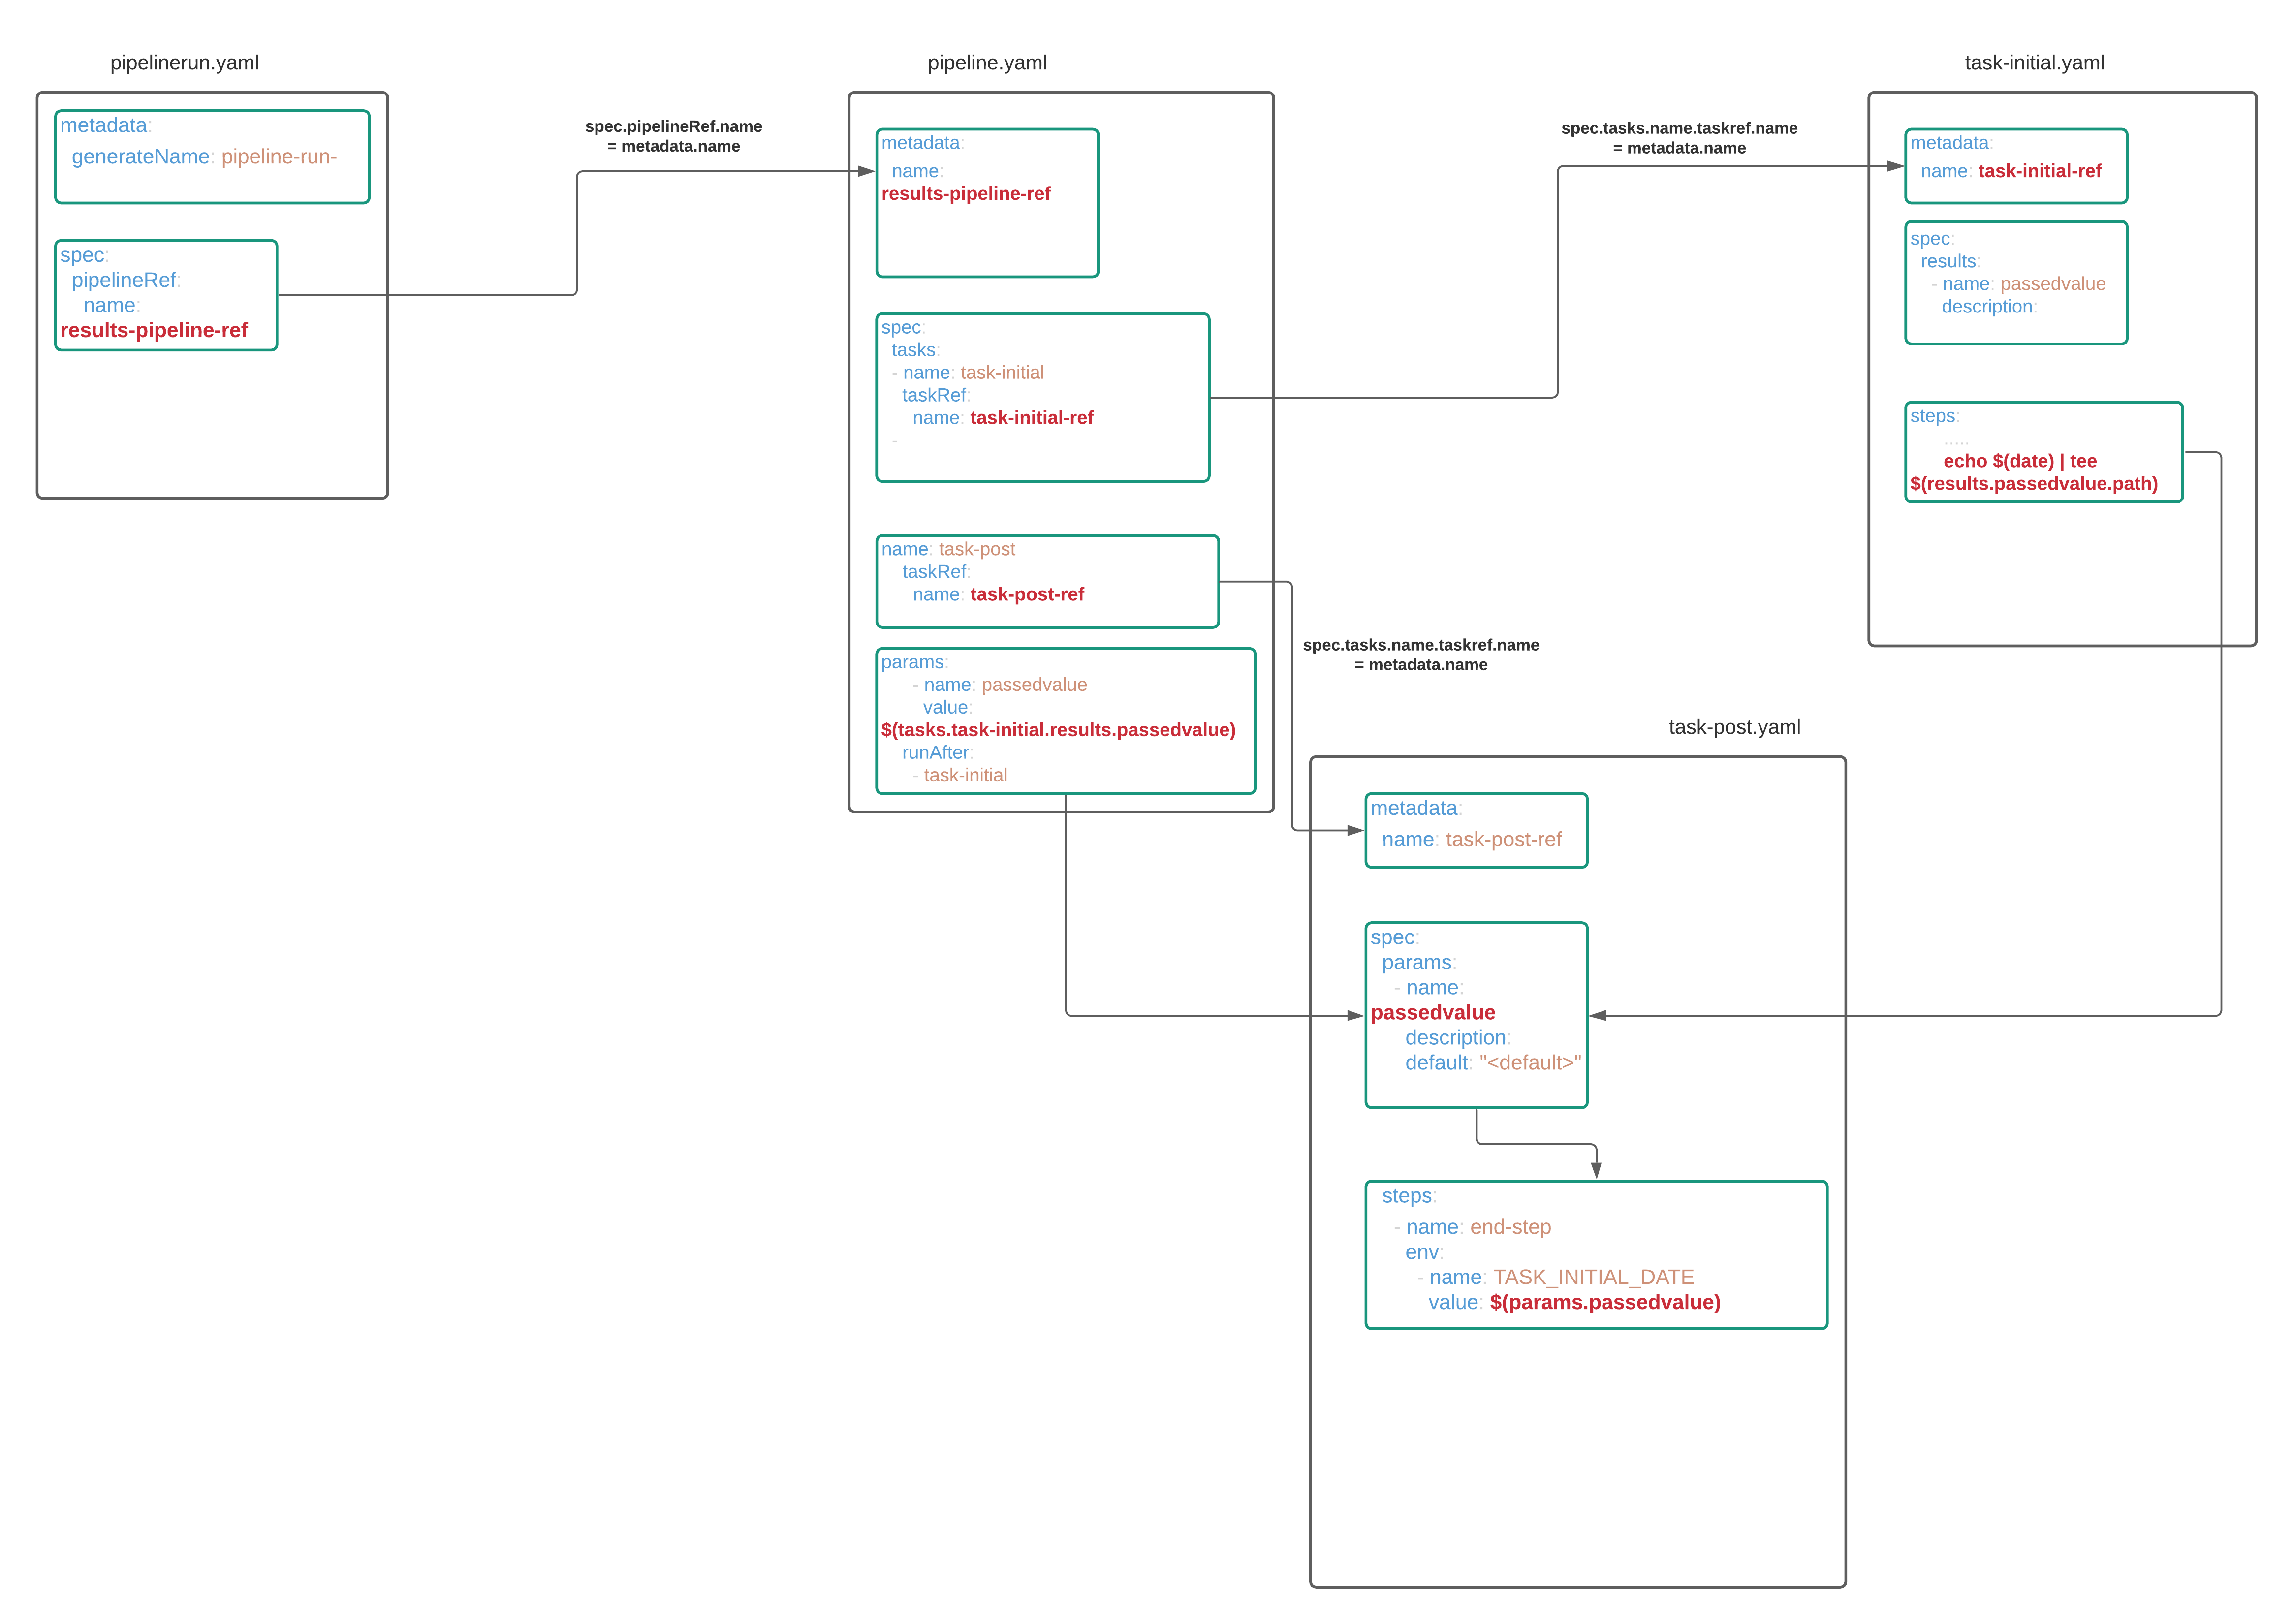 pipelinerun.yaml
metadata:
generateName: pipeline-run-
spec:
pipelineRef:
name:
results-pipeline-ref
spec.pipelineRef.name
= metadata.name
pipeline.yaml
metadata:
name:
results-pipeline-ref
spec:
tasks:
- name: task-initial
taskRef:
name: task-initial-ref
-
name: task-post
taskRef:
name: task-post-ref
params:
- name: passedvalue
value:
$(tasks.task-initial.results.passedvalue)
runAfter:
- task-initial
spec.tasks.name.taskref.name
= metadata.name
task-initial.yaml
metadata:
name: task-initial-ref
spec:
results:
- name: passedvalue
description:
steps:
.....
echo $(date) | tee
$(results.passedvalue.path)
spec.tasks.name.taskref.name
= metadata.name
task-post.yaml
metadata:
name: task-post-ref
spec:
params:
- name:
passedvalue
description:
default: "<default>"
steps:
- name: end-step
env:
- name: TASK_INITIAL_DATE
value: $(params.passedvalue)